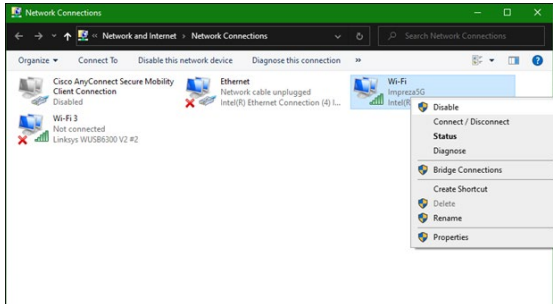 Network Connections
Network and Internet
Network Connections
Search Network Connections
Organize
Connect To
Disable this network device
Diagnose this connection
»
Cisco AnyConnect Secure Mobility
Client Connection
Disabled
Ethernet
Network cable unplugged
Intel(R) Ethernet Connection (4) I...
Wi-Fi
Impreza5G
Intel(R)
Wi-Fi 3
Not connected
Linksys WUSB6300 V2 #2
Disable
Connect / Disconnect
Status
Diagnose
Bridge Connections
Create Shortcut
Delete
Rename
Properties